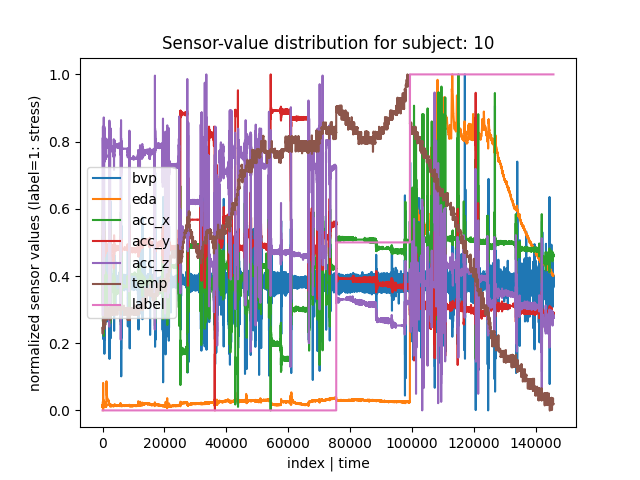 Sensor-value distribution for subject: 10
normalized sensor values (label=1: stress)
1.0
0.8
0.6
0.4
0.2
0.0
bvp
eda
acc_x
acc_y
acc_z
temp
label
0 20000 40000 60000 80000 100000 120000 140000
index | time